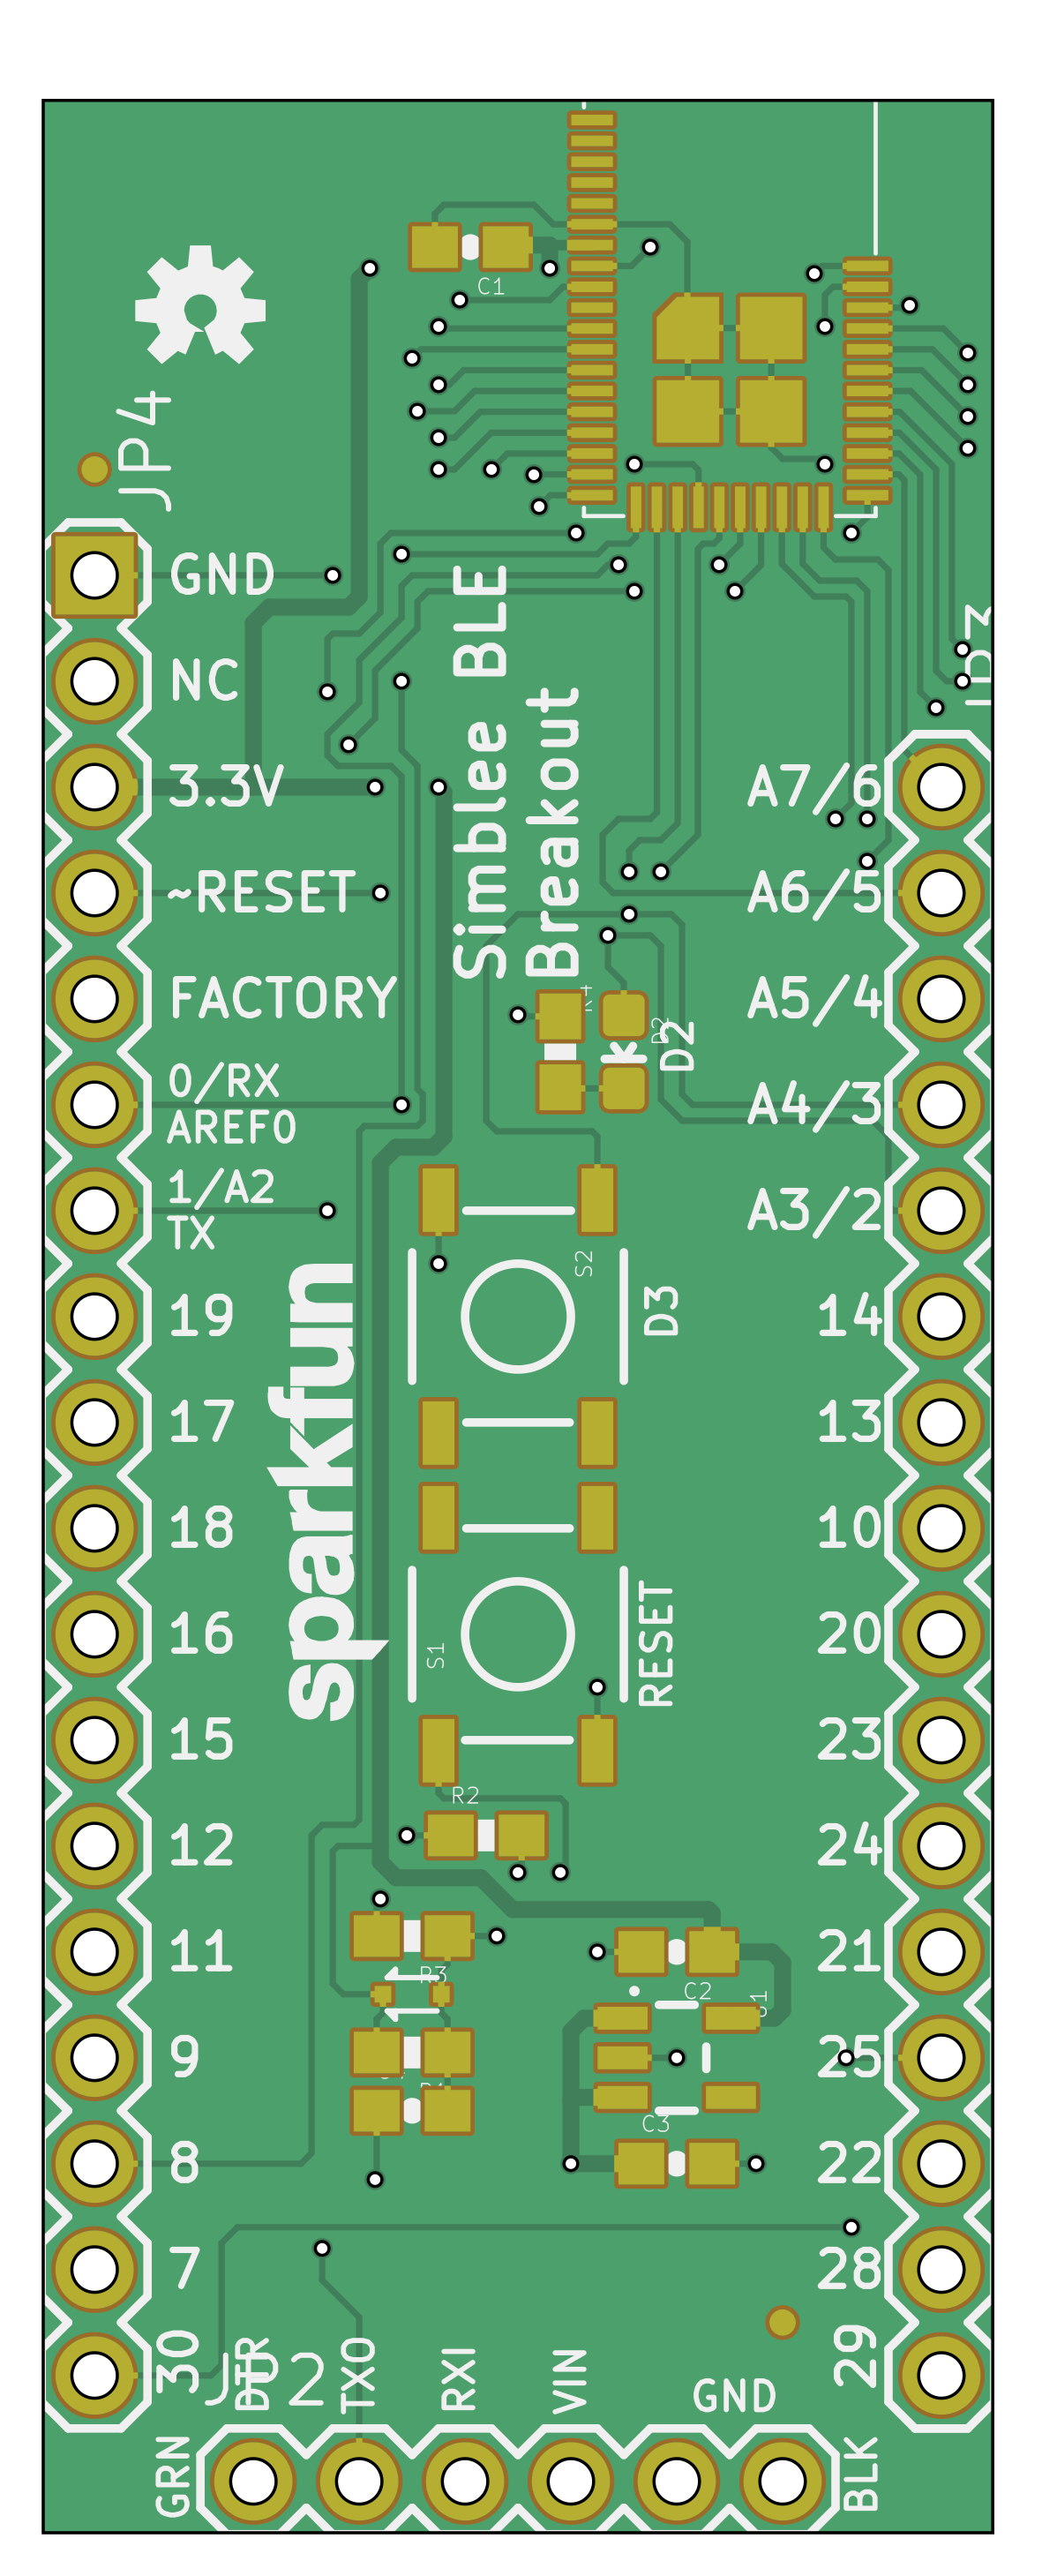 C1
JP4
GND
NC
3.3V
~RESET
FACTORY
0/RX
AREF0
1/A2
TX
19
17
18
16
15
12
11
9
8
7
30
Simblee BLE
Breakout
sparkfun
A7/6
A6/5
A5/4
A4/3
A3/2
14
13
10
20
23
24
21
25
22
28
29
D2
D2
k
S2
D3
S1
RESET
R2
R3
C2
C3
JP2
DTR
TXO
RXI
VIN
GND
GRN
BLK